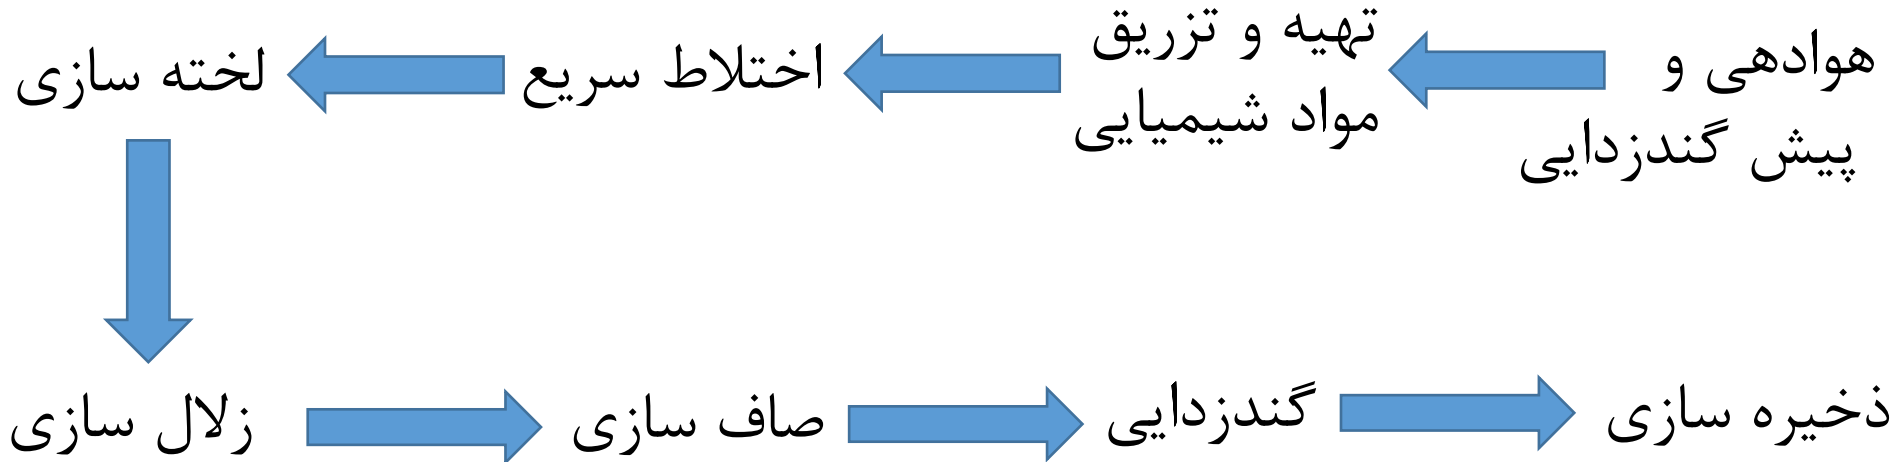 هوادهی و
پیش گندزدایی
تهیه و تزریق
مواد شیمیایی
اختلاط سریع
لخته سازی
زلال سازی
صاف سازی
گندزدایی
ذخیره سازی